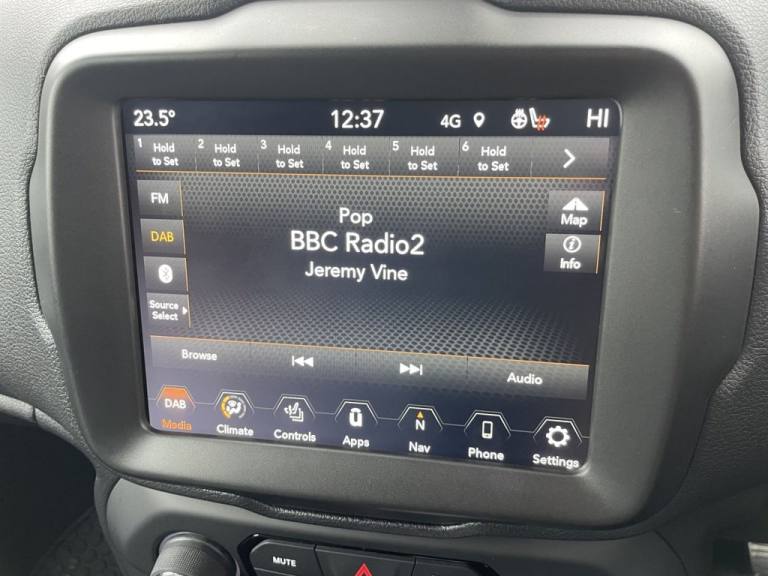 23.5° 12:37 4G HI
1 Hold to Set 2 Hold to Set 3 Hold to Set 4 Hold to Set 5 Hold to Set 6 Hold to Set
FM
Pop
Map
DAB
BBC Radio2
Info
Jeremy Vine
Source
Select
Browse Audio
DAB N
Media Climate Controls Apps Nav Phone Settings
MUTE